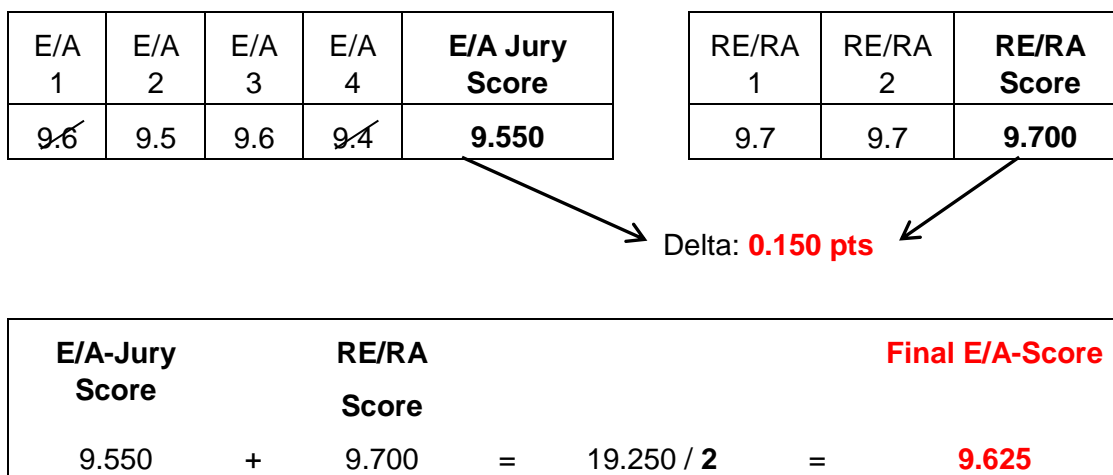 E/A E/A E/A E/A E/A Jury RE/RA RE/RA RE/RA
1 2 3 4 Score 1 2 Score
9.6 9.5 9.6 9.4 9.550 9.7 9.7 9.700
Delta: 0.150 pts
E/A-Jury RE/RA Final E/A-Score
Score
Score
9.550 + 9.700 = 19.250 / 2 = 9.625